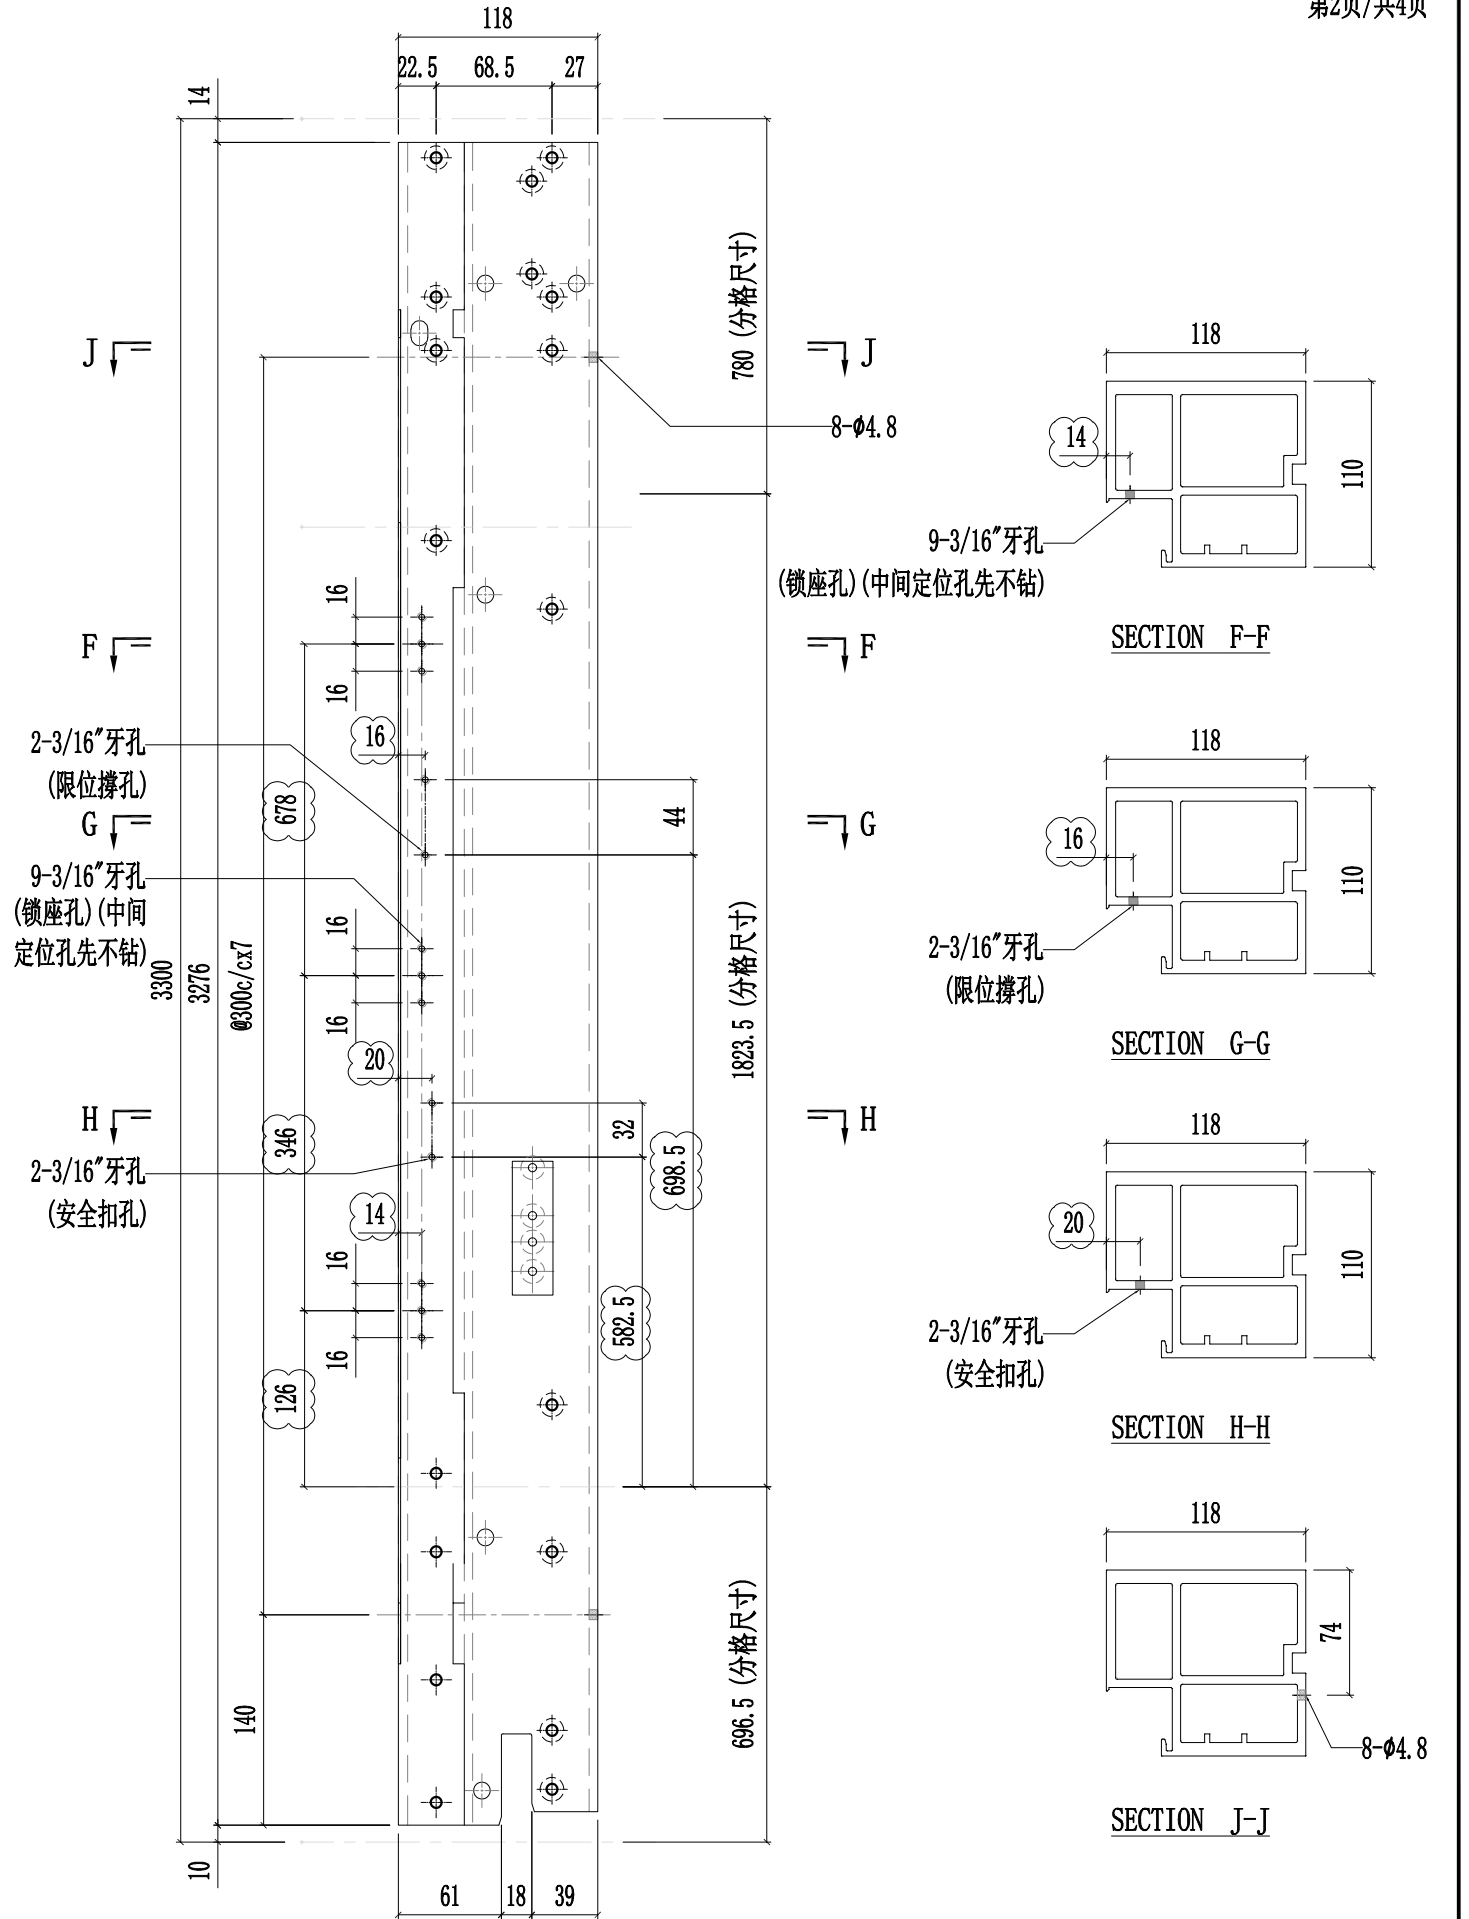 第2页/共4页
118
22.5
68.5
27
14
780 (分格尺寸)
J
J
8-ϕ4.8
16
F
F
16
16
2-3/16″牙孔
(限位撑孔)
678
44
G
G
9-3/16″牙孔
(锁座孔)(中间
定位孔先不钻)
16
3300
3276
@300c/cx7
16
1823.5 (分格尺寸)
20
H
H
346
32
698.5
2-3/16″牙孔
(安全扣孔)
14
16
582.5
16
126
140
696.5 (分格尺寸)
10
61
18
39
118
14
110
9-3/16″牙孔
(锁座孔)(中间定位孔先不钻)
SECTION F-F
118
16
110
2-3/16″牙孔
(限位撑孔)
SECTION G-G
118
20
110
2-3/16″牙孔
(安全扣孔)
SECTION H-H
118
74
8-ϕ4.8
SECTION J-J